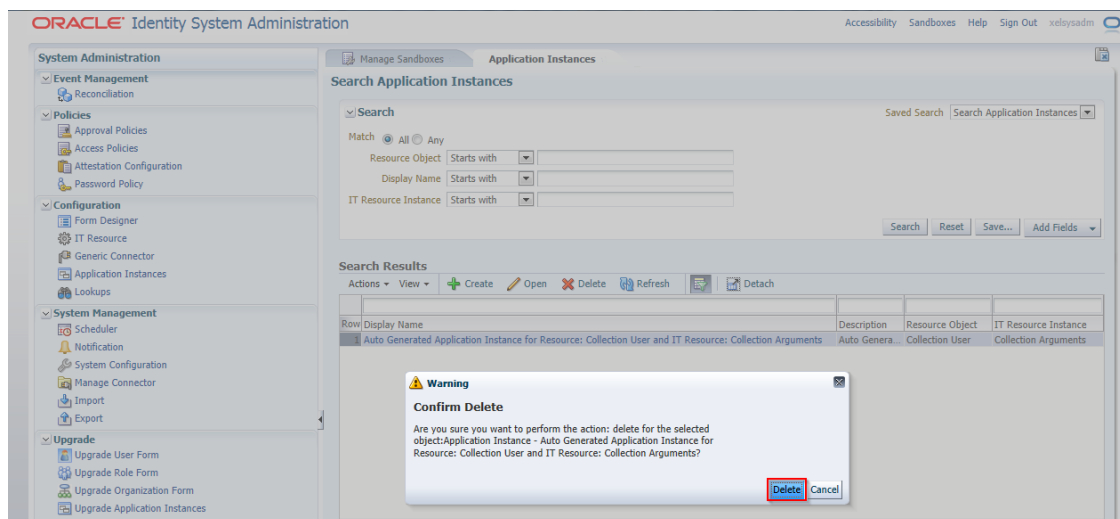 ORACLE® Identity System Administration
Accessibility Sandboxes Help Sign Out xelsysadm
System Administration
Event Management
Reconciliation
Policies
Approval Policies
Access Policies
Attestation Configuration
Password Policy
Configuration
Form Designer
IT Resource
Generic Connector
Application Instances
Lookups
System Management
Scheduler
Notification
System Configuration
Manage Connector
Import
Export
Upgrade
Upgrade User Form
Upgrade Role Form
Upgrade Organization Form
Upgrade Application Instances
Manage Sandboxes Application Instances
Search Application Instances
Search
Saved Search Search Application Instances
Match All Any
Resource Object Starts with
Display Name Starts with
IT Resource Instance Starts with
Search Reset Save... Add Fields
Search Results
Actions View Create Open Delete Refresh Detach
Row Display Name Description Resource Object IT Resource Instance
1 Auto Generated Application Instance for Resource: Collection User and IT Resource: Collection Arguments Auto Genera... Collection User Collection Arguments
Warning
Confirm Delete
Are you sure you want to perform the action: delete for the selected
object:Application Instance - Auto Generated Application Instance for
Resource: Collection User and IT Resource: Collection Arguments?
Delete Cancel